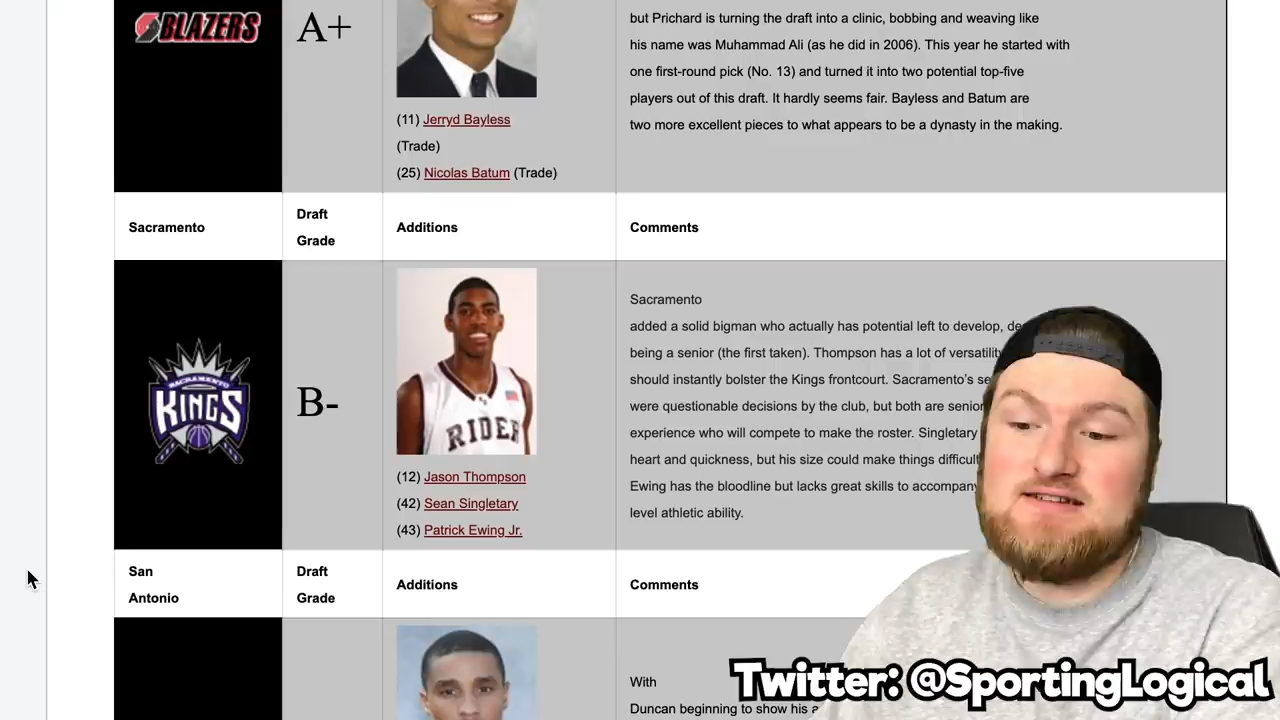 BLAZERS
A+
but Prichard is turning the draft into a clinic, bobbing and weaving like
his name was Muhammad Ali (as he did in 2006). This year he started with
one first-round pick (No. 13) and turned it into two potential top-five
players out of this draft. It hardly seems fair. Bayless and Batum are
two more excellent pieces to what appears to be a dynasty in the making.
(11) Jerryd Bayless
(Trade)
(25) Nicolas Batum (Trade)
Sacramento
Draft
Grade
Additions
Comments
SACRAMENTO
KINGS
B-
RIDER
(12) Jason Thompson
(42) Sean Singletary
(43) Patrick Ewing Jr.
Sacramento
added a solid bigman who actually has potential left to develop,
being a senior (the first taken). Thompson has a lot of versatility
should instantly bolster the Kings frontcourt. Sacramento's
were questionable decisions by the club, but both are
experience who will compete to make the roster. Singletary
heart and quickness, but his size could make things difficult
Ewing has the bloodline but lacks great skills to accompany
level athletic ability.
San
Antonio
Draft
Grade
Additions
Comments
With
Duncan beginning to show his
Twitter: @SportingLogical